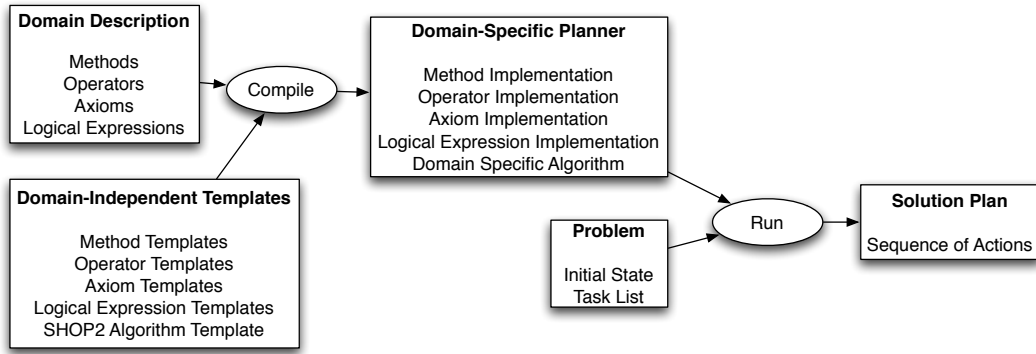 Domain Description
Methods
Operators
Axioms
Logical Expressions
Compile
Domain-Independent Templates
Method Templates
Operator Templates
Axiom Templates
Logical Expression Templates
SHOP2 Algorithm Template
Domain-Specific Planner
Method Implementation
Operator Implementation
Axiom Implementation
Logical Expression Implementation
Domain Specific Algorithm
Problem
Initial State
Task List
Run
Solution Plan
Sequence of Actions